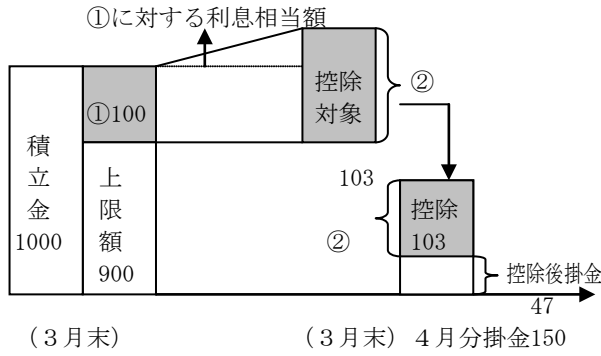 ①に対する利息相当額
①100
控除
対象
②
積立金
1000
上限額
900
103
控除
103
②
控除後掛金
47
(３月末)
(３月末)
４月分掛金150